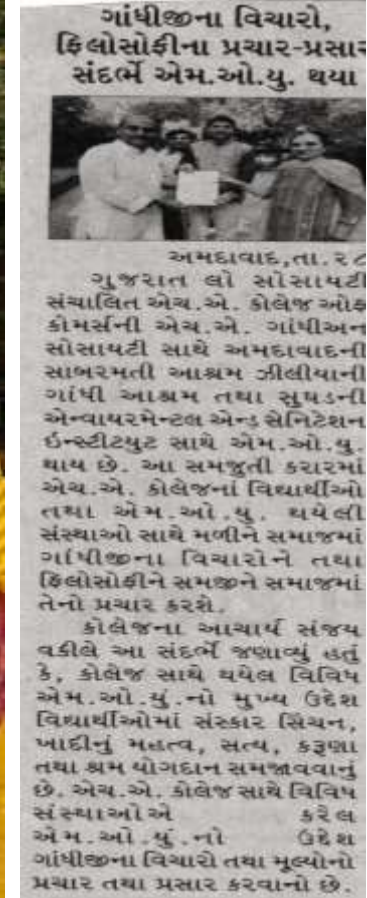 ગાંધીજીના વિચારો,
ફિલોસોફીના પ્રચાર-પ્રસાર
સંદર્ભે એમ.ઓ.યુ. થયા
અમદાવાદ,તા.૨૮
ગુજરાત લો સોસાયટી
સંચાલિત એચ.એ. કોલેજ ઓફ
કોમર્સની એચ.એ. ગાંધીઅન
સોસાયટી સાથે અમદાવાદની
સાબરમતી આશ્રમ ઝીલીયાની
ગાંધી આશ્રમ તથા સુઘડની
એન્વાયરમેન્ટલ એન્ડ સેનિટેશન
ઇન્સ્ટીટયુટ સાથે એમ.ઓ.યુ.
થાય છે. આ સમજુતી કરારમાં
એચ.એ. કોલેજનાં વિદ્યાર્થીઓ
તથા એમ.ઓ.યુ. થયેલી
સંસ્થાઓ સાથે મળીને સમાજમાં
ગાંધીજીના વિચારોને તથા
ફિલોસોફીને સમજીને સમાજમાં
તેનો પ્રચાર કરશે.
કોલેજના આચાર્ય સંજય
વકીલે આ સંદર્ભે જણાવ્યું હતું
કે, કોલેજ સાથે થયેલ વિવિધ
એમ.ઓ.યું.નો મુખ્ય ઉદેશ
વિદ્યાર્થીઓમાં સંસ્કાર સિંચન,
ખાદીનું મહત્વ, સત્ય, કરૂણા
તથા શ્રમ યોગદાન સમજાવવાનું
છે. એચ.એ. કોલેજ સાથે વિવિધ
સંસ્થાઓએ કરેલ
એમ.ઓ.યું.નો ઉદેશ
ગાંધીજીના વિચારો તથા મૂલ્યોનો
પ્રચાર તથા પ્રસાર કરવાનો છે.